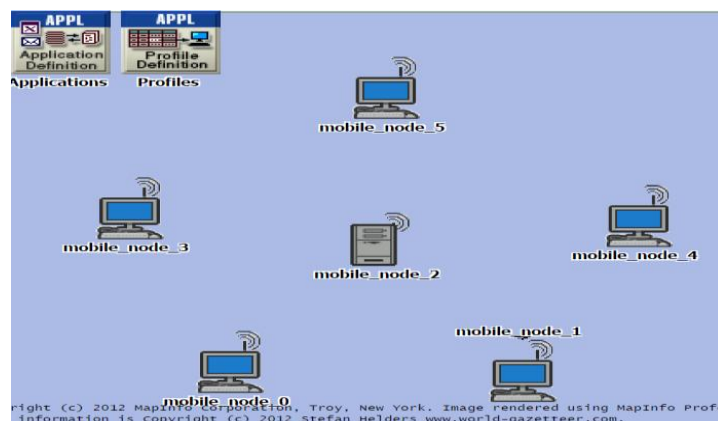 APPL
Application
Definition
Applications
APPL
Profile
Definition
Profiles
mobile_node_5
mobile_node_3
mobile_node_2
mobile_node_4
mobile_node_1
mobile_node_0
right (c) 2012 MapInfo Corporation, Troy, New York. Image rendered using MapInfo Prof
information is Copyright (c) 2012 Stefan Helders www.world-gazetteer.com.